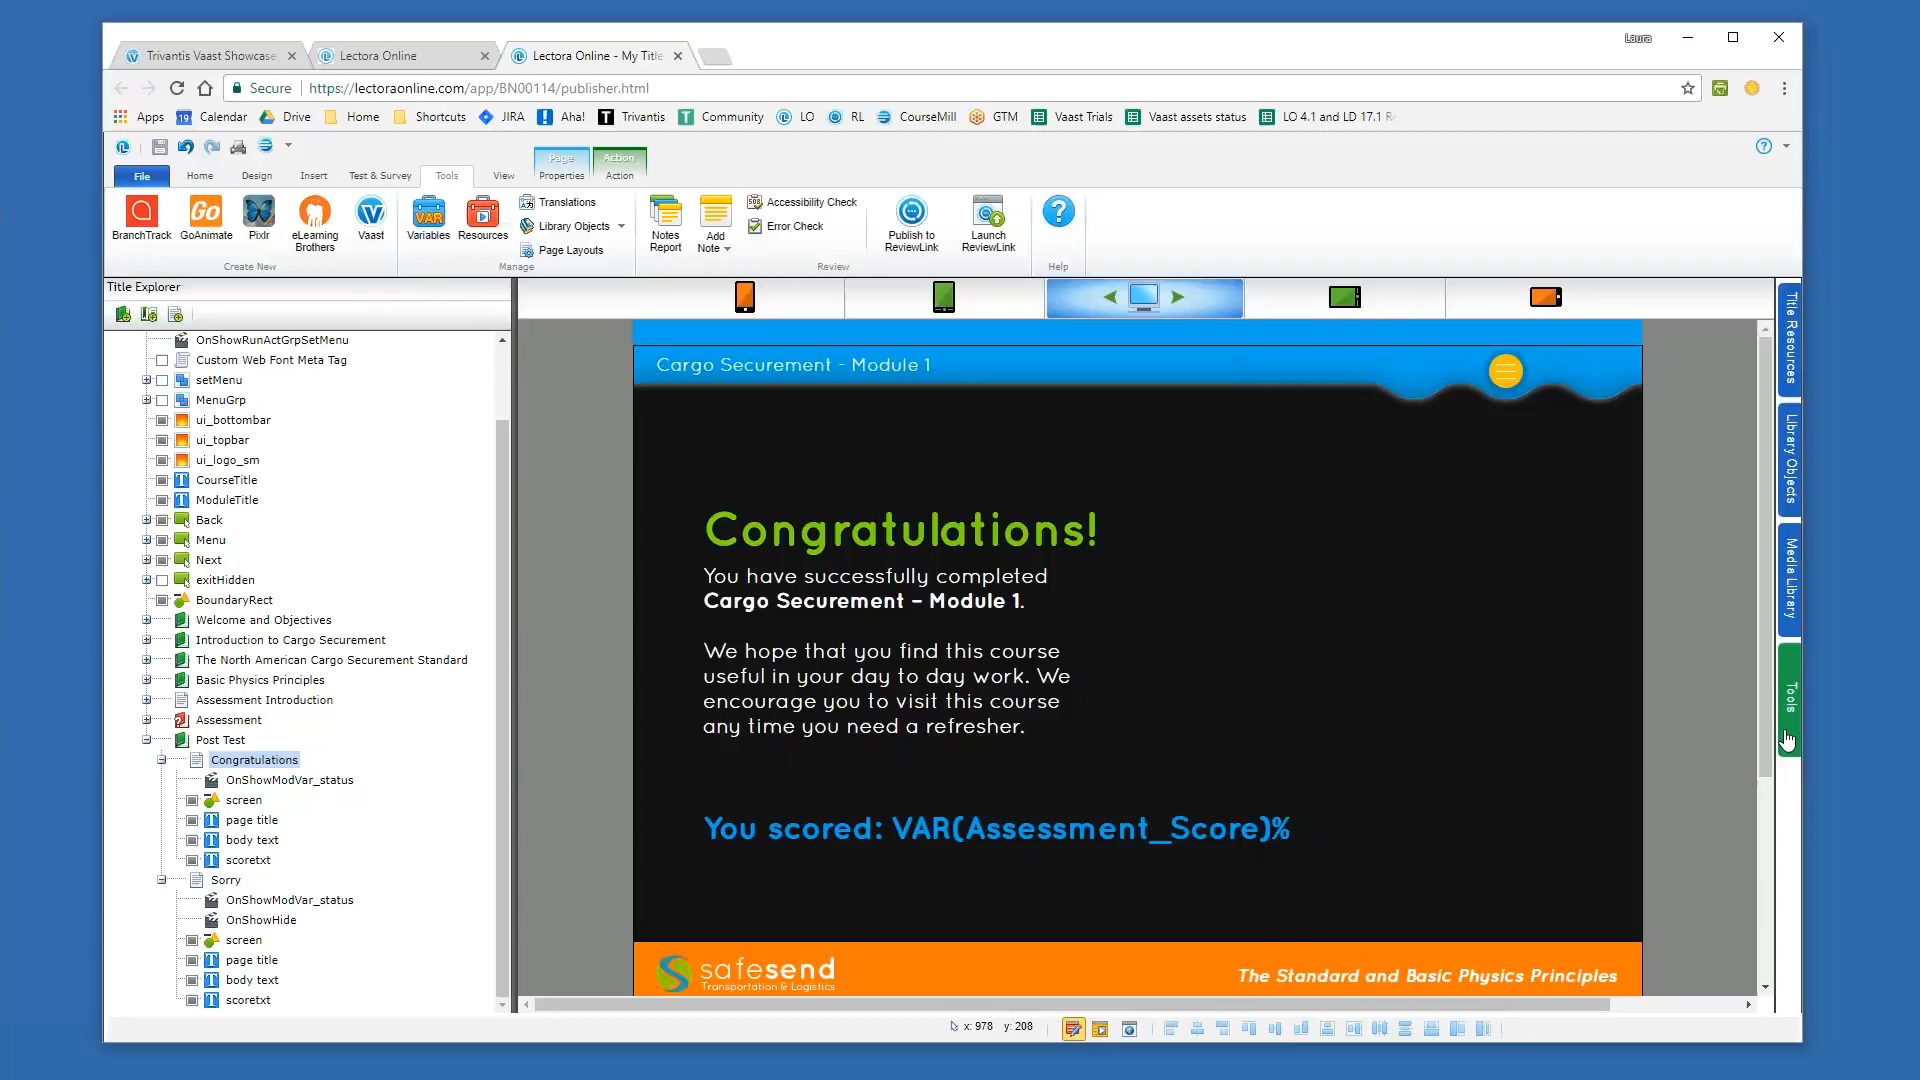 Laura
Trivantis Vaast Showcase
Lectora Online
Lectora Online - My Title
Secure
https://lectoraonline.com/app/BN00114/publisher.html
Apps
19
Calendar
Drive
Home
Shortcuts
JIRA
Aha!
Trivantis
Community
LO
RL
CourseMill
GTM
Vaast Trials
Vaast assets status
LO 4.1 and LD 17.1
Page
Action
File
Home
Design
Insert
Test & Survey
Tools
View
Properties
Action
BranchTrack
Go
GoAnimate
Pixlr
eLearning
Brothers
Vaast
VAR
Variables
Resources
Translations
Library Objects
Page Layouts
Notes
Report
Add
Note
508
Accessibility Check
Error Check
Publish to
ReviewLink
Launch
ReviewLink
Create New
Manage
Review
Help
Title Explorer
OnShowRunActGrpSetMenu
Custom Web Font Meta Tag
setMenu
MenuGrp
ui_bottombar
ui_topbar
ui_logo_sm
CourseTitle
ModuleTitle
Back
Menu
Next
exitHidden
BoundaryRect
Welcome and Objectives
Introduction to Cargo Securement
The North American Cargo Securement Standard
Basic Physics Principles
Assessment Introduction
Assessment
Post Test
Congratulations
OnShowModVar_status
screen
page title
body text
scoretxt
Sorry
OnShowModVar_status
OnShowHide
screen
page title
body text
scoretxt
Cargo Securement - Module 1
Congratulations!
You have successfully completed
Cargo Securement – Module 1.
We hope that you find this course
useful in your day to day work. We
encourage you to visit this course
any time you need a refresher.
You scored: VAR(Assessment_Score)%
safesend
Transportation & Logistics
The Standard and Basic Physics Principles
Title Resources
Library Objects
Media Library
Tools
x: 978 y: 208